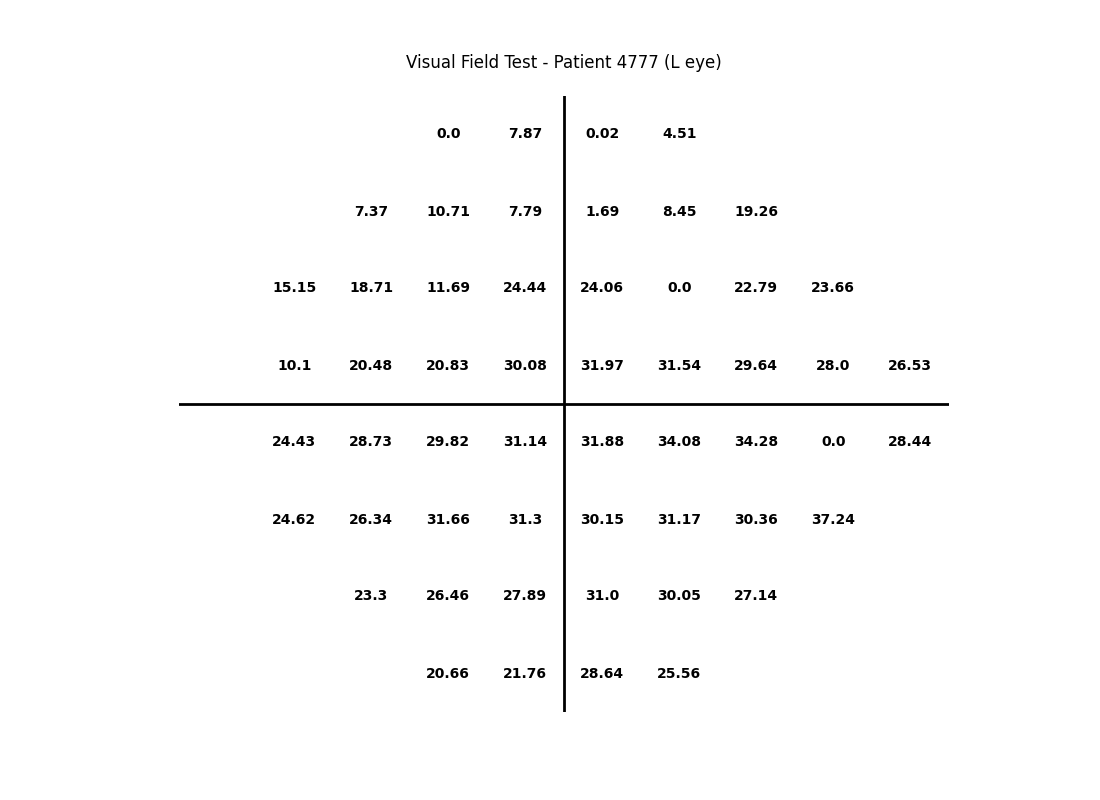 Visual Field Test - Patient 4777 (L eye)
0.0 7.87 0.02 4.51
7.37 10.71 7.79 1.69 8.45 19.26
15.15 18.71 11.69 24.44 24.06 0.0 22.79 23.66
10.1 20.48 20.83 30.08 31.97 31.54 29.64 28.0 26.53
24.43 28.73 29.82 31.14 31.88 34.08 34.28 0.0 28.44
24.62 26.34 31.66 31.3 30.15 31.17 30.36 37.24
23.3 26.46 27.89 31.0 30.05 27.14
20.66 21.76 28.64 25.56